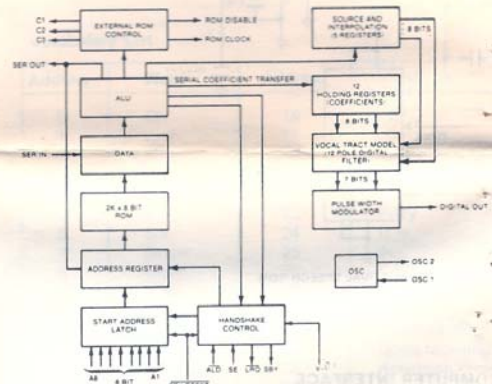 C1
C2
C3
EXTERNAL ROM
CONTROL
ROM DISABLE
ROM CLOCK
SOURCE AND
INTERPOLATION
8 BITS
SER OUT
ALU
SERIAL COEFFICIENT TRANSFER
12
HOLDING REGISTERS
(COEFFICIENTS)
8 BITS
SER IN
DATA
VOCAL TRACT MODEL
(12 POLE DIGITAL
FILTER)
7 BITS
2K x 8 BIT
ROM
PULSE WIDTH
MODULATOR
DIGITAL OUT
ADDRESS REGISTER
OSC
OSC 2
OSC 1
START ADDRESS
LATCH
HANDSHAKE
CONTROL
A8
A1
8 BIT
ALD
SE
LRQ
SBY